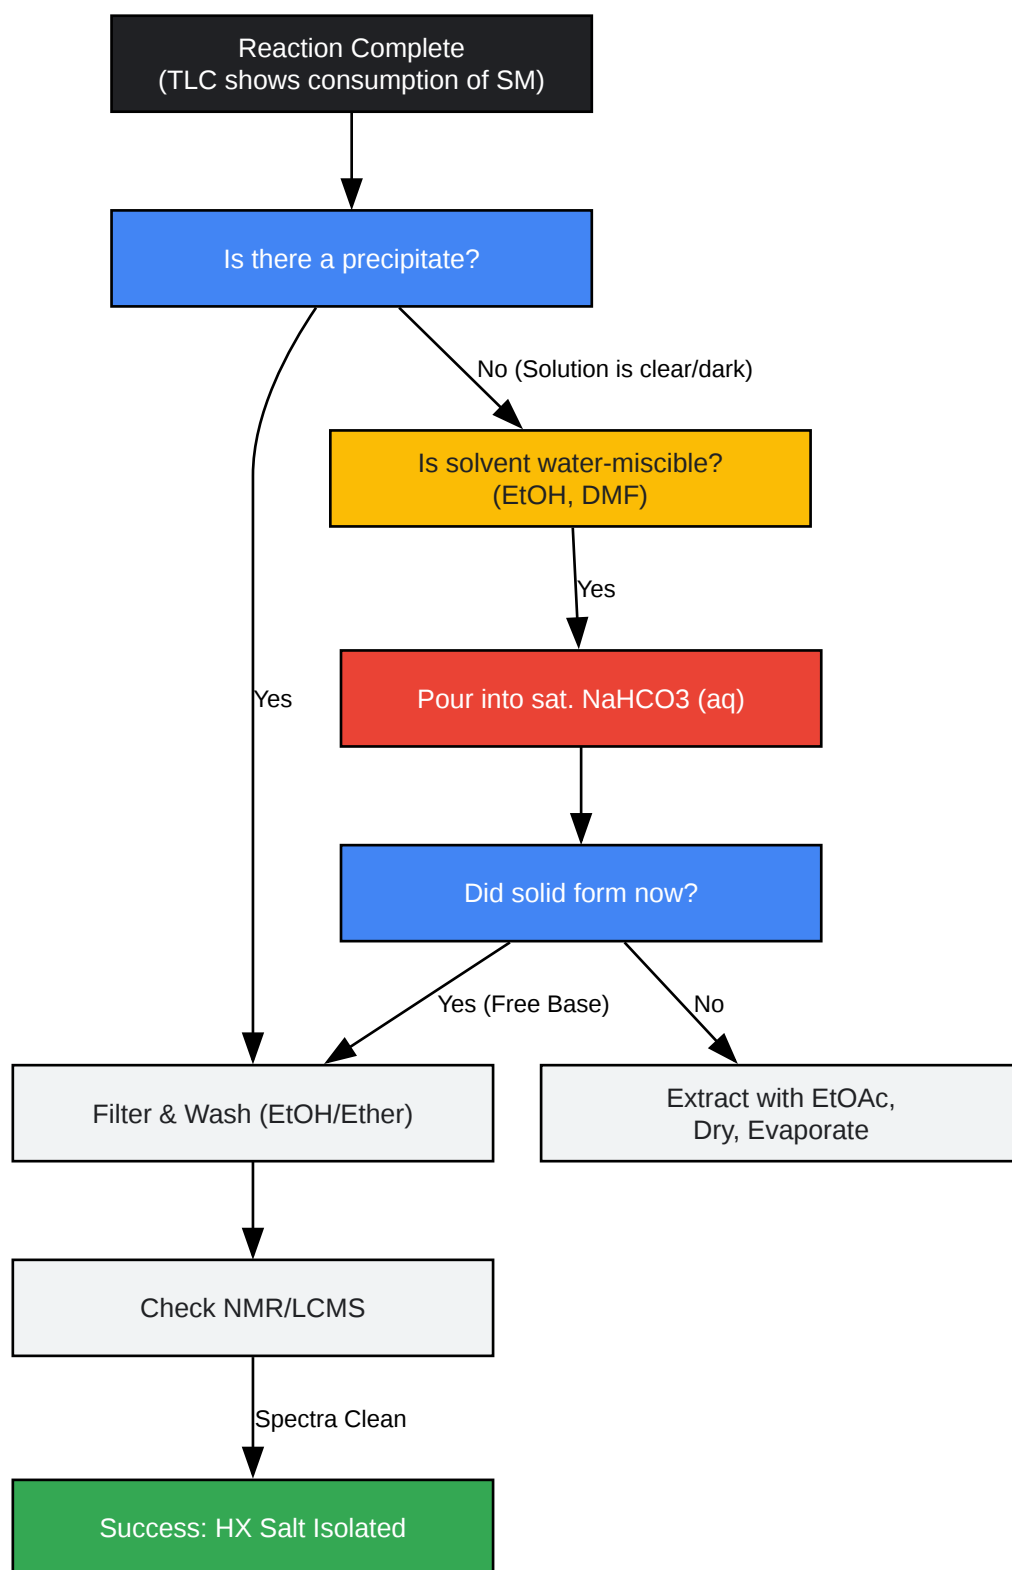 Reaction Complete
(TLC shows consumption of SM)
Is there a precipitate?
No (Solution is clear/dark)
Is solvent water-miscible?
(EtOH, DMF)
Yes
Pour into sat. NaHCO3 (aq)
Yes
Did solid form now?
Yes (Free Base)
No
Filter & Wash (EtOH/Ether)
Extract with EtOAc,
Dry, Evaporate
Check NMR/LCMS
Spectra Clean
Success: HX Salt Isolated